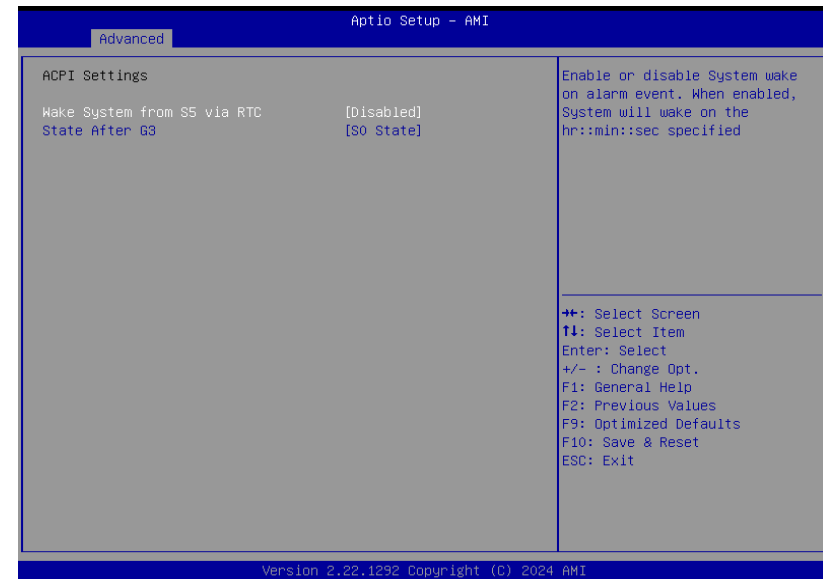 Aptio Setup – AMI
Advanced
ACPI Settings
Wake System from S5 via RTC [Disabled]
State After G3 [S0 State]
Enable or disable System wake
on alarm event. When enabled,
System will wake on the
hr::min::sec specified
→←: Select Screen
↑↓: Select Item
Enter: Select
+/- : Change Opt.
F1: General Help
F2: Previous Values
F9: Optimized Defaults
F10: Save & Reset
ESC: Exit
Version 2.22.1292 Copyright (C) 2024 AMI